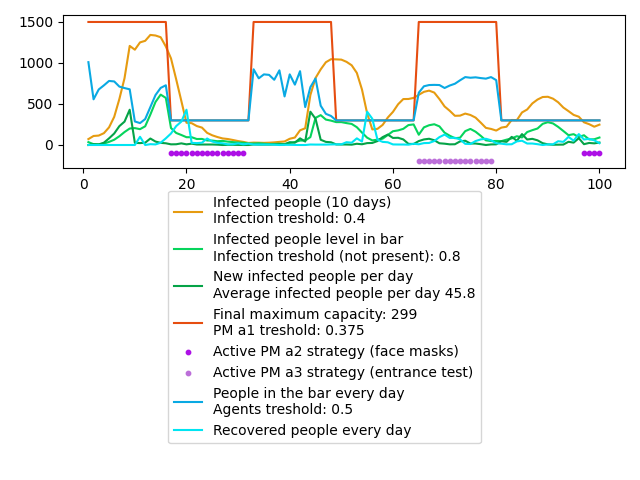 1500
1000
500
0
0
20
40
60
80
100
Infected people (10 days)
Infection treshold: 0.4
Infected people level in bar
Infection treshold (not present): 0.8
New infected people per day
Average infected people per day 45.8
Final maximum capacity: 299
PM a1 treshold: 0.375
Active PM a2 strategy (face masks)
Active PM a3 strategy (entrance test)
People in the bar every day
Agents treshold: 0.5
Recovered people every day